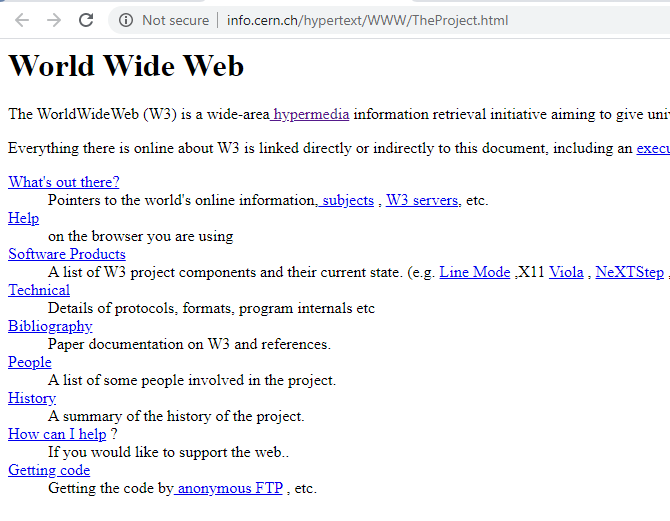 Not secure | info.cern.ch/hypertext/WWW/TheProject.html
World Wide Web
The WorldWideWeb (W3) is a wide-area hypermedia information retrieval initiative aiming to give
Everything there is online about W3 is linked directly or indirectly to this document, including an
What's out there?
Pointers to the world's online information, subjects , W3 servers, etc.
Help
on the browser you are using
Software Products
A list of W3 project components and their current state. (e.g. Line Mode ,X11 Viola , NeXTStep ,
Technical
Details of protocols, formats, program internals etc
Bibliography
Paper documentation on W3 and references.
People
A list of some people involved in the project.
History
A summary of the history of the project.
How can I help ?
If you would like to support the web..
Getting code
Getting the code by anonymous FTP , etc.